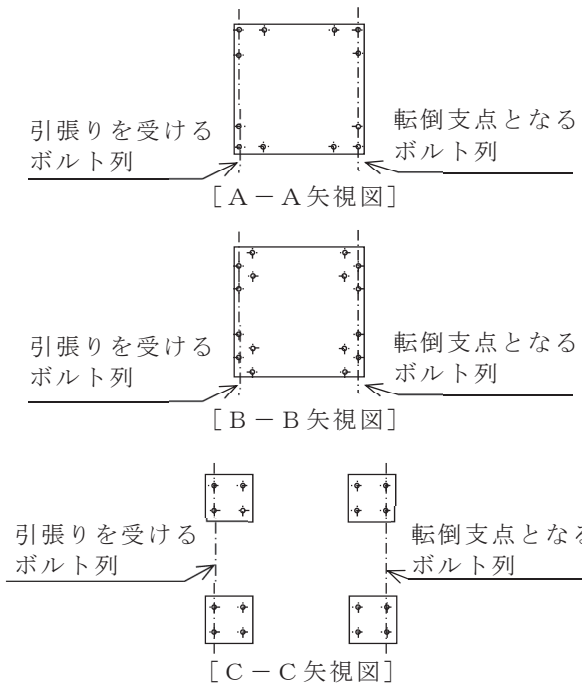 引張りを受ける
ボルト列
転倒支点となる
ボルト列
[A-A矢視図]
引張りを受ける
ボルト列
転倒支点となる
ボルト列
[B-B矢視図]
引張りを受ける
ボルト列
転倒支点となる
ボルト列
[C-C矢視図]